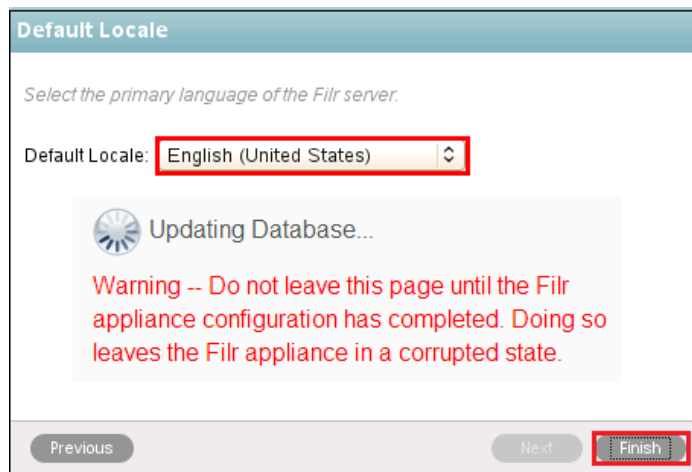 Default Locale
Select the primary language of the Filr server.
Default Locale: English (United States)
Updating Database...
Warning -- Do not leave this page until the Filr
appliance configuration has completed. Doing so
leaves the Filr appliance in a corrupted state.
Previous Next Finish